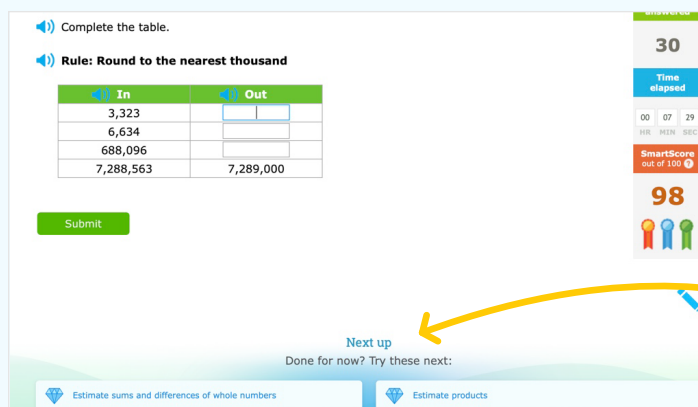 answered
Complete the table.
30
Rule: Round to the nearest thousand
Time
elapsed
In Out
3,323
6,634
688,096
7,288,563 7,289,000
00 07 29
HR MIN SEC
SmartScore
out of 100 ?
98
Submit
Next up
Done for now? Try these next:
Estimate sums and differences of whole numbers
Estimate products